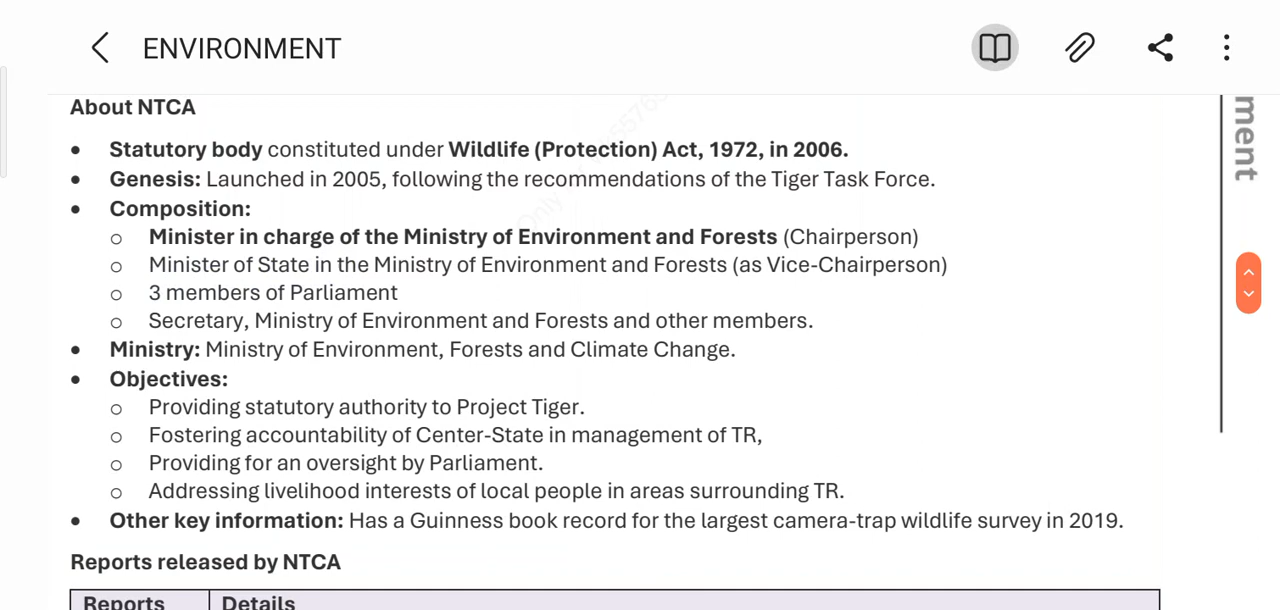 ENVIRONMENT
About NTCA
• Statutory body constituted under Wildlife (Protection) Act, 1972, in 2006.
• Genesis: Launched in 2005, following the recommendations of the Tiger Task Force.
• Composition:
o Minister in charge of the Ministry of Environment and Forests (Chairperson)
o Minister of State in the Ministry of Environment and Forests (as Vice-Chairperson)
o 3 members of Parliament
o Secretary, Ministry of Environment and Forests and other members.
• Ministry: Ministry of Environment, Forests and Climate Change.
• Objectives:
o Providing statutory authority to Project Tiger.
o Fostering accountability of Center-State in management of TR,
o Providing for an oversight by Parliament.
o Addressing livelihood interests of local people in areas surrounding TR.
• Other key information: Has a Guinness book record for the largest camera-trap wildlife survey in 2019.
Reports released by NTCA
Reports Details
ment
Only